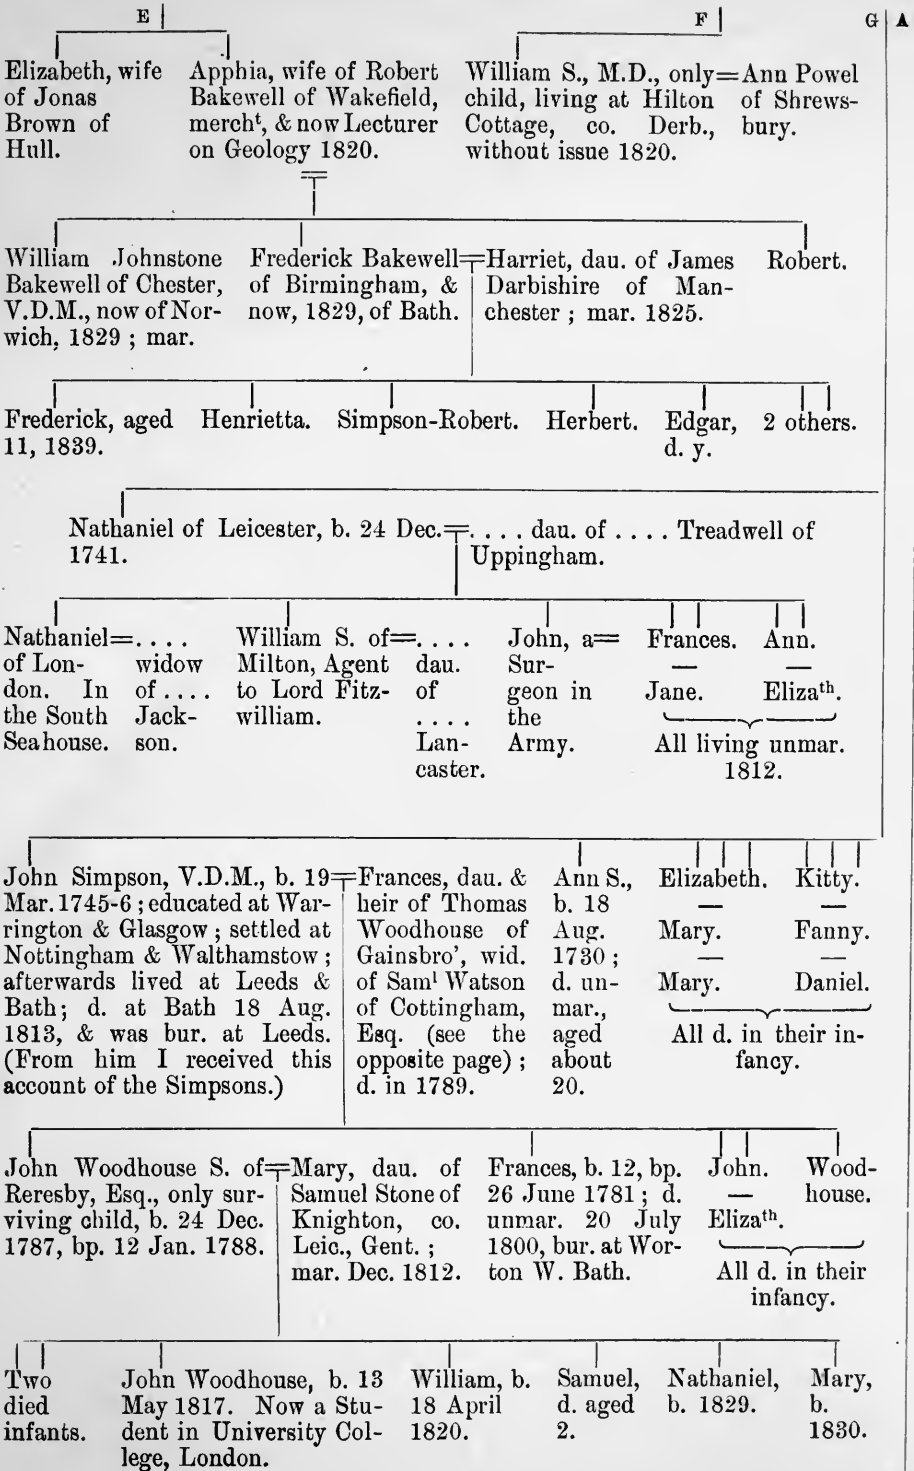 E F G A
Elizabeth, wife
of Jonas
Brown of
Hull.
Apphia, wife of Robert
Bakewell of Wakefield,
mercht, & now Lecturer
on Geology 1820.
William S., M.D., only=
child, living at Hilton
Cottage, co. Derb.,
without issue 1820.
Ann Powel
of Shrews-
bury.
William Johnstone
Bakewell of Chester,
V.D.M., now of Nor-
wich, 1829 ; mar.
Frederick Bakewell=
of Birmingham, &
now, 1829, of Bath.
Harriet, dau. of James
Darbishire of Man-
chester ; mar. 1825.
Robert.
Frederick, aged
11, 1839.
Henrietta.
Simpson-Robert.
Herbert.
Edgar,
d. y.
2 others.
Nathaniel of Leicester, b. 24 Dec.=
1741.
. . . . dau. of . . . . Treadwell of
Uppingham.
Nathaniel=
of Lon-
don. In
the South
Seahouse.
. . . .
widow
of . . . .
Jack-
son.
William S. of=
Milton, Agent
to Lord Fitz-
william.
. . . .
dau.
of
. . . .
Lan-
caster.
John, a=
Sur-
geon in
the
Army.
Frances.
—
Jane.
Ann.
—
Elizath.
All living unmar.
1812.
John Simpson, V.D.M., b. 19=
Mar. 1745-6 ; educated at War-
rington & Glasgow ; settled at
Nottingham & Walthamstow ;
afterwards lived at Leeds &
Bath; d. at Bath 18 Aug.
1813, & was bur. at Leeds.
(From him I received this
account of the Simpsons.)
Frances, dau. &
heir of Thomas
Woodhouse of
Gainsbro', wid.
of Saml Watson
of Cottingham,
Esq. (see the
opposite page) ;
d. in 1789.
Ann S.,
b. 18
Aug.
1730 ;
d. un-
mar.,
aged
about
20.
Elizabeth.
—
Mary.
—
Mary.
Kitty.
—
Fanny.
—
Daniel.
All d. in their in-
fancy.
John Woodhouse S. of=
Reresby, Esq., only sur-
viving child, b. 24 Dec.
1787, bp. 12 Jan. 1788.
Mary, dau. of
Samuel Stone of
Knighton, co.
Leic., Gent. ;
mar. Dec. 1812.
Frances, b. 12, bp.
26 June 1781 ; d.
unmar. 20 July
1800, bur. at Wor-
ton W. Bath.
John.
—
Elizath.
Wood-
house.
All d. in their
infancy.
Two
died
infants.
John Woodhouse, b. 13
May 1817. Now a Stu-
dent in University Col-
lege, London.
William, b.
18 April
1820.
Samuel,
d. aged
2.
Nathaniel,
b. 1829.
Mary,
b.
1830.